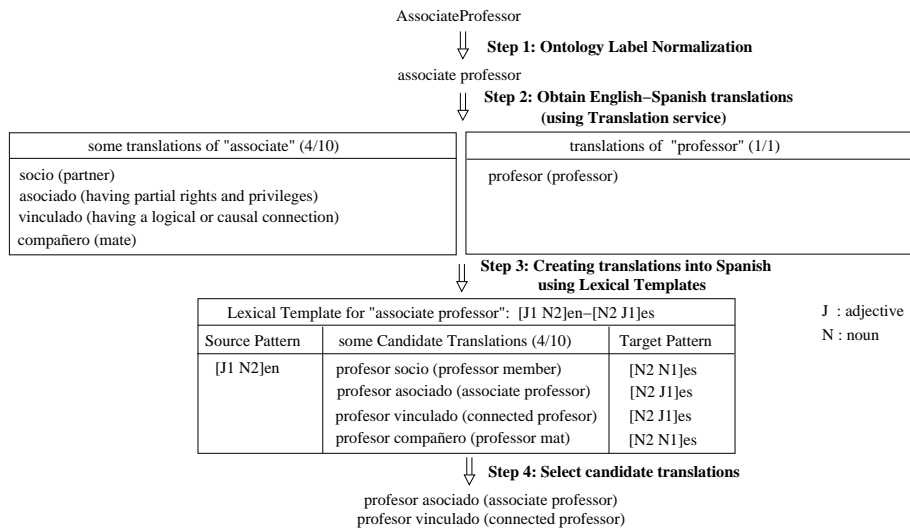 AssociateProfessor
Step 1: Ontology Label Normalization
associate professor
Step 2: Obtain English−Spanish translations
(using Translation service)
some translations of "associate" (4/10)
socio (partner)
asociado (having partial rights and privileges)
vinculado (having a logical or causal connection)
compañero (mate)
translations of "professor" (1/1)
profesor (professor)
Step 3: Creating translations into Spanish
using Lexical Templates
Lexical Template for "associate professor": [J1 N2]en−[N2 J1]es
Source Pattern some Candidate Translations (4/10) Target Pattern
[J1 N2]en profesor socio (professor member) [N2 N1]es
profesor asociado (associate professor) [N2 J1]es
profesor vinculado (connected profesor) [N2 J1]es
profesor compañero (professor mat) [N2 N1]es
J : adjective
N : noun
Step 4: Select candidate translations
profesor asociado (associate professor)
profesor vinculado (connected professor)